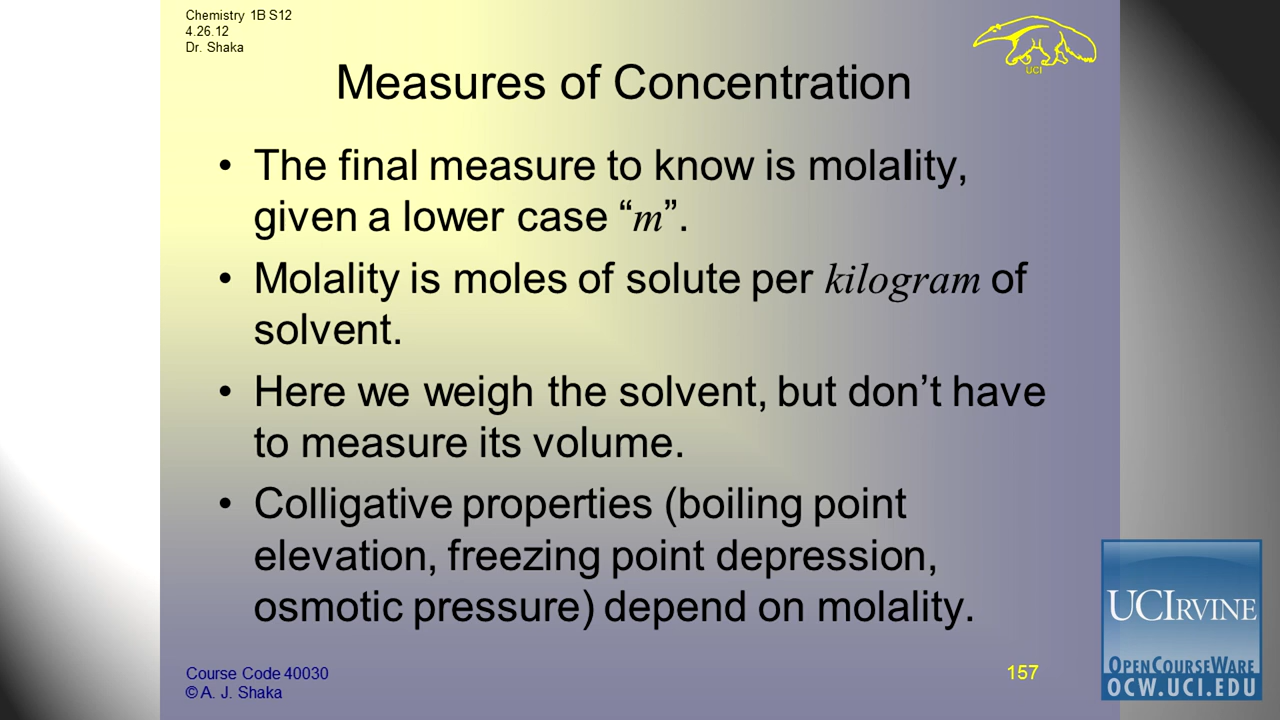 Chemistry 1B S12
4.26.12
Dr. Shaka
UCI
Measures of Concentration
• The final measure to know is molality,
given a lower case “m”.
• Molality is moles of solute per kilogram of
solvent.
• Here we weigh the solvent, but don’t have
to measure its volume.
• Colligative properties (boiling point
elevation, freezing point depression,
osmotic pressure) depend on molality.
Course Code 40030
© A. J. Shaka
157
UCIRVINE
OPENCOURSEWARE
OCW.UCI.EDU